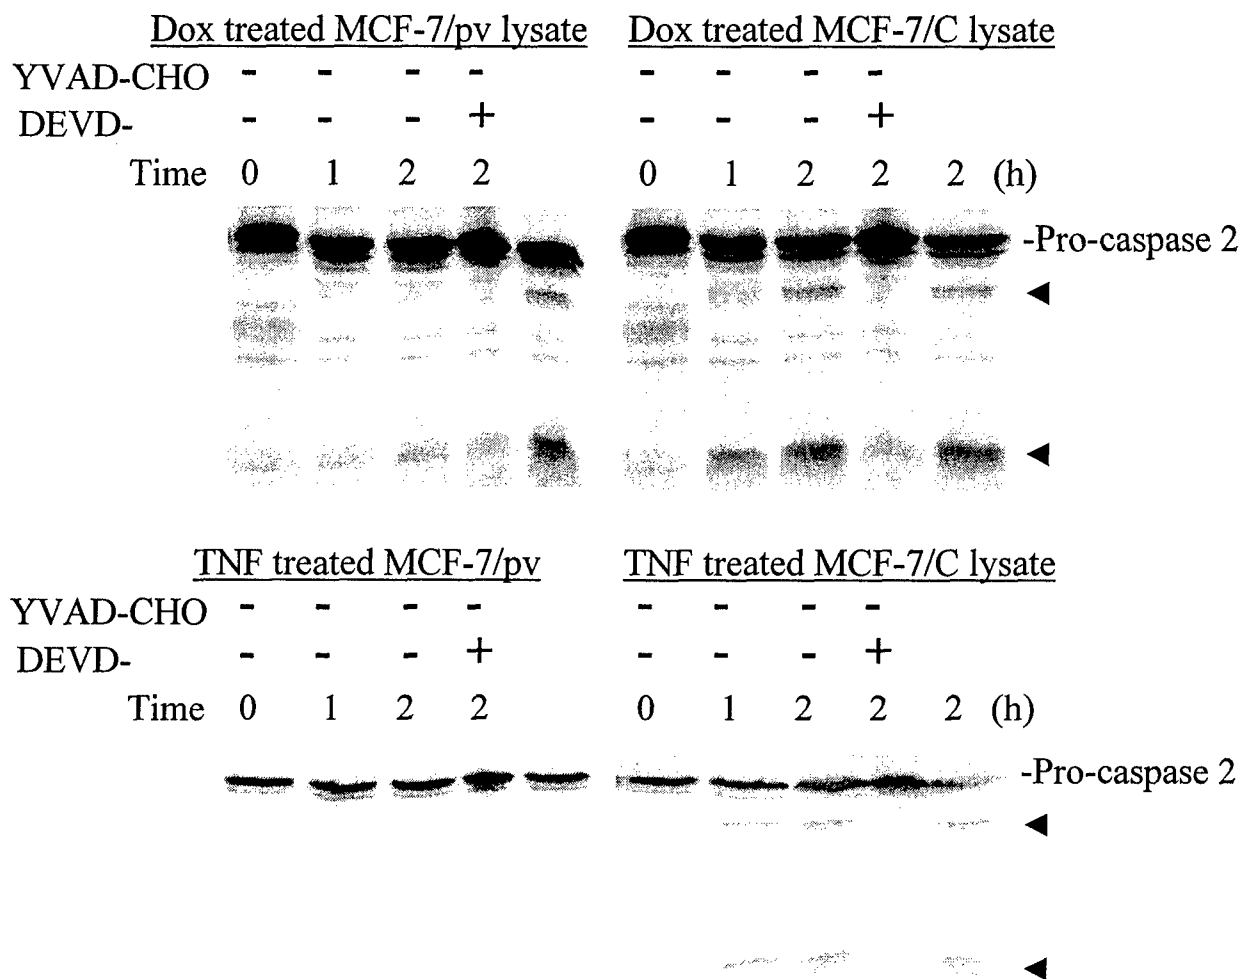 Dox treated MCF-7/pv lysate Dox treated MCF-7/C lysate
YVAD-CHO - - - - - - - -
DEVD- - - - + - - - +
Time 0 1 2 2 0 1 2 2 2 (h)
-Pro-caspase 2
TNF treated MCF-7/pv TNF treated MCF-7/C lysate
YVAD-CHO - - - - - - - -
DEVD- - - - + - - - +
Time 0 1 2 2 0 1 2 2 2 (h)
-Pro-caspase 2